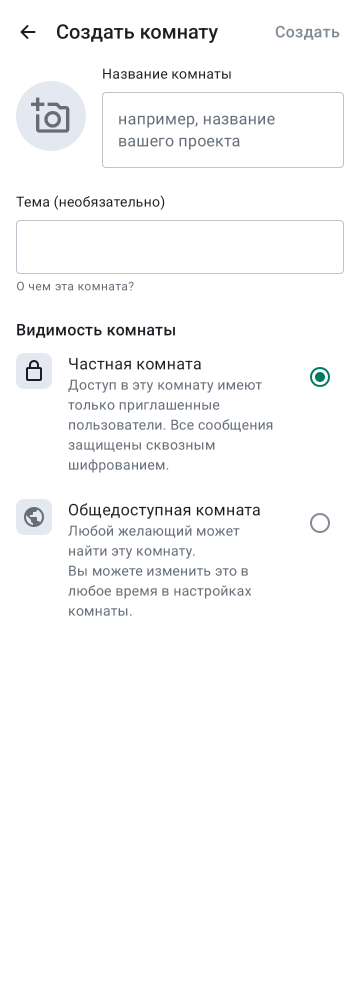 Создать комнату
Создать
Название комнаты
например, название
вашего проекта
Тема (необязательно)
О чем эта комната?
Видимость комнаты
Частная комната
Доступ в эту комнату имеют
только приглашенные
пользователи. Все сообщения
защищены сквозным
шифрованием.
Общедоступная комната
Любой желающий может
найти эту комнату.
Вы можете изменить это в
любое время в настройках
комнаты.